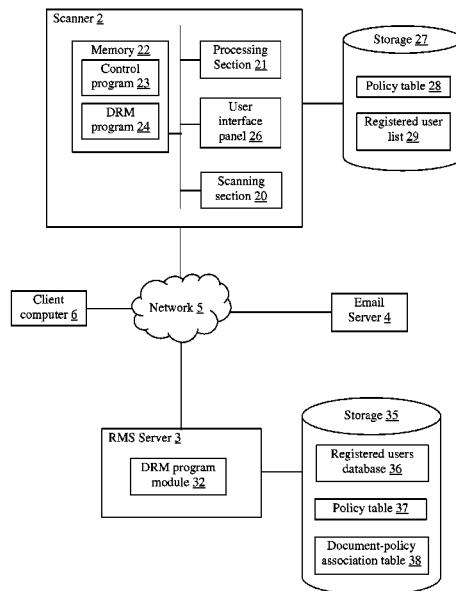 Scanner 2
Memory 22
Control
program 23
DRM
program 24
Processing
Section 21
User
interface
panel 26
Scanning
section 20
Storage 27
Policy table 28
Registered user
list 29
Client
computer 6
Network 5
Email
Server 4
RMS Server 3
DRM program
module 32
Storage 35
Registered users
database 36
Policy table 37
Document-policy
association table 38